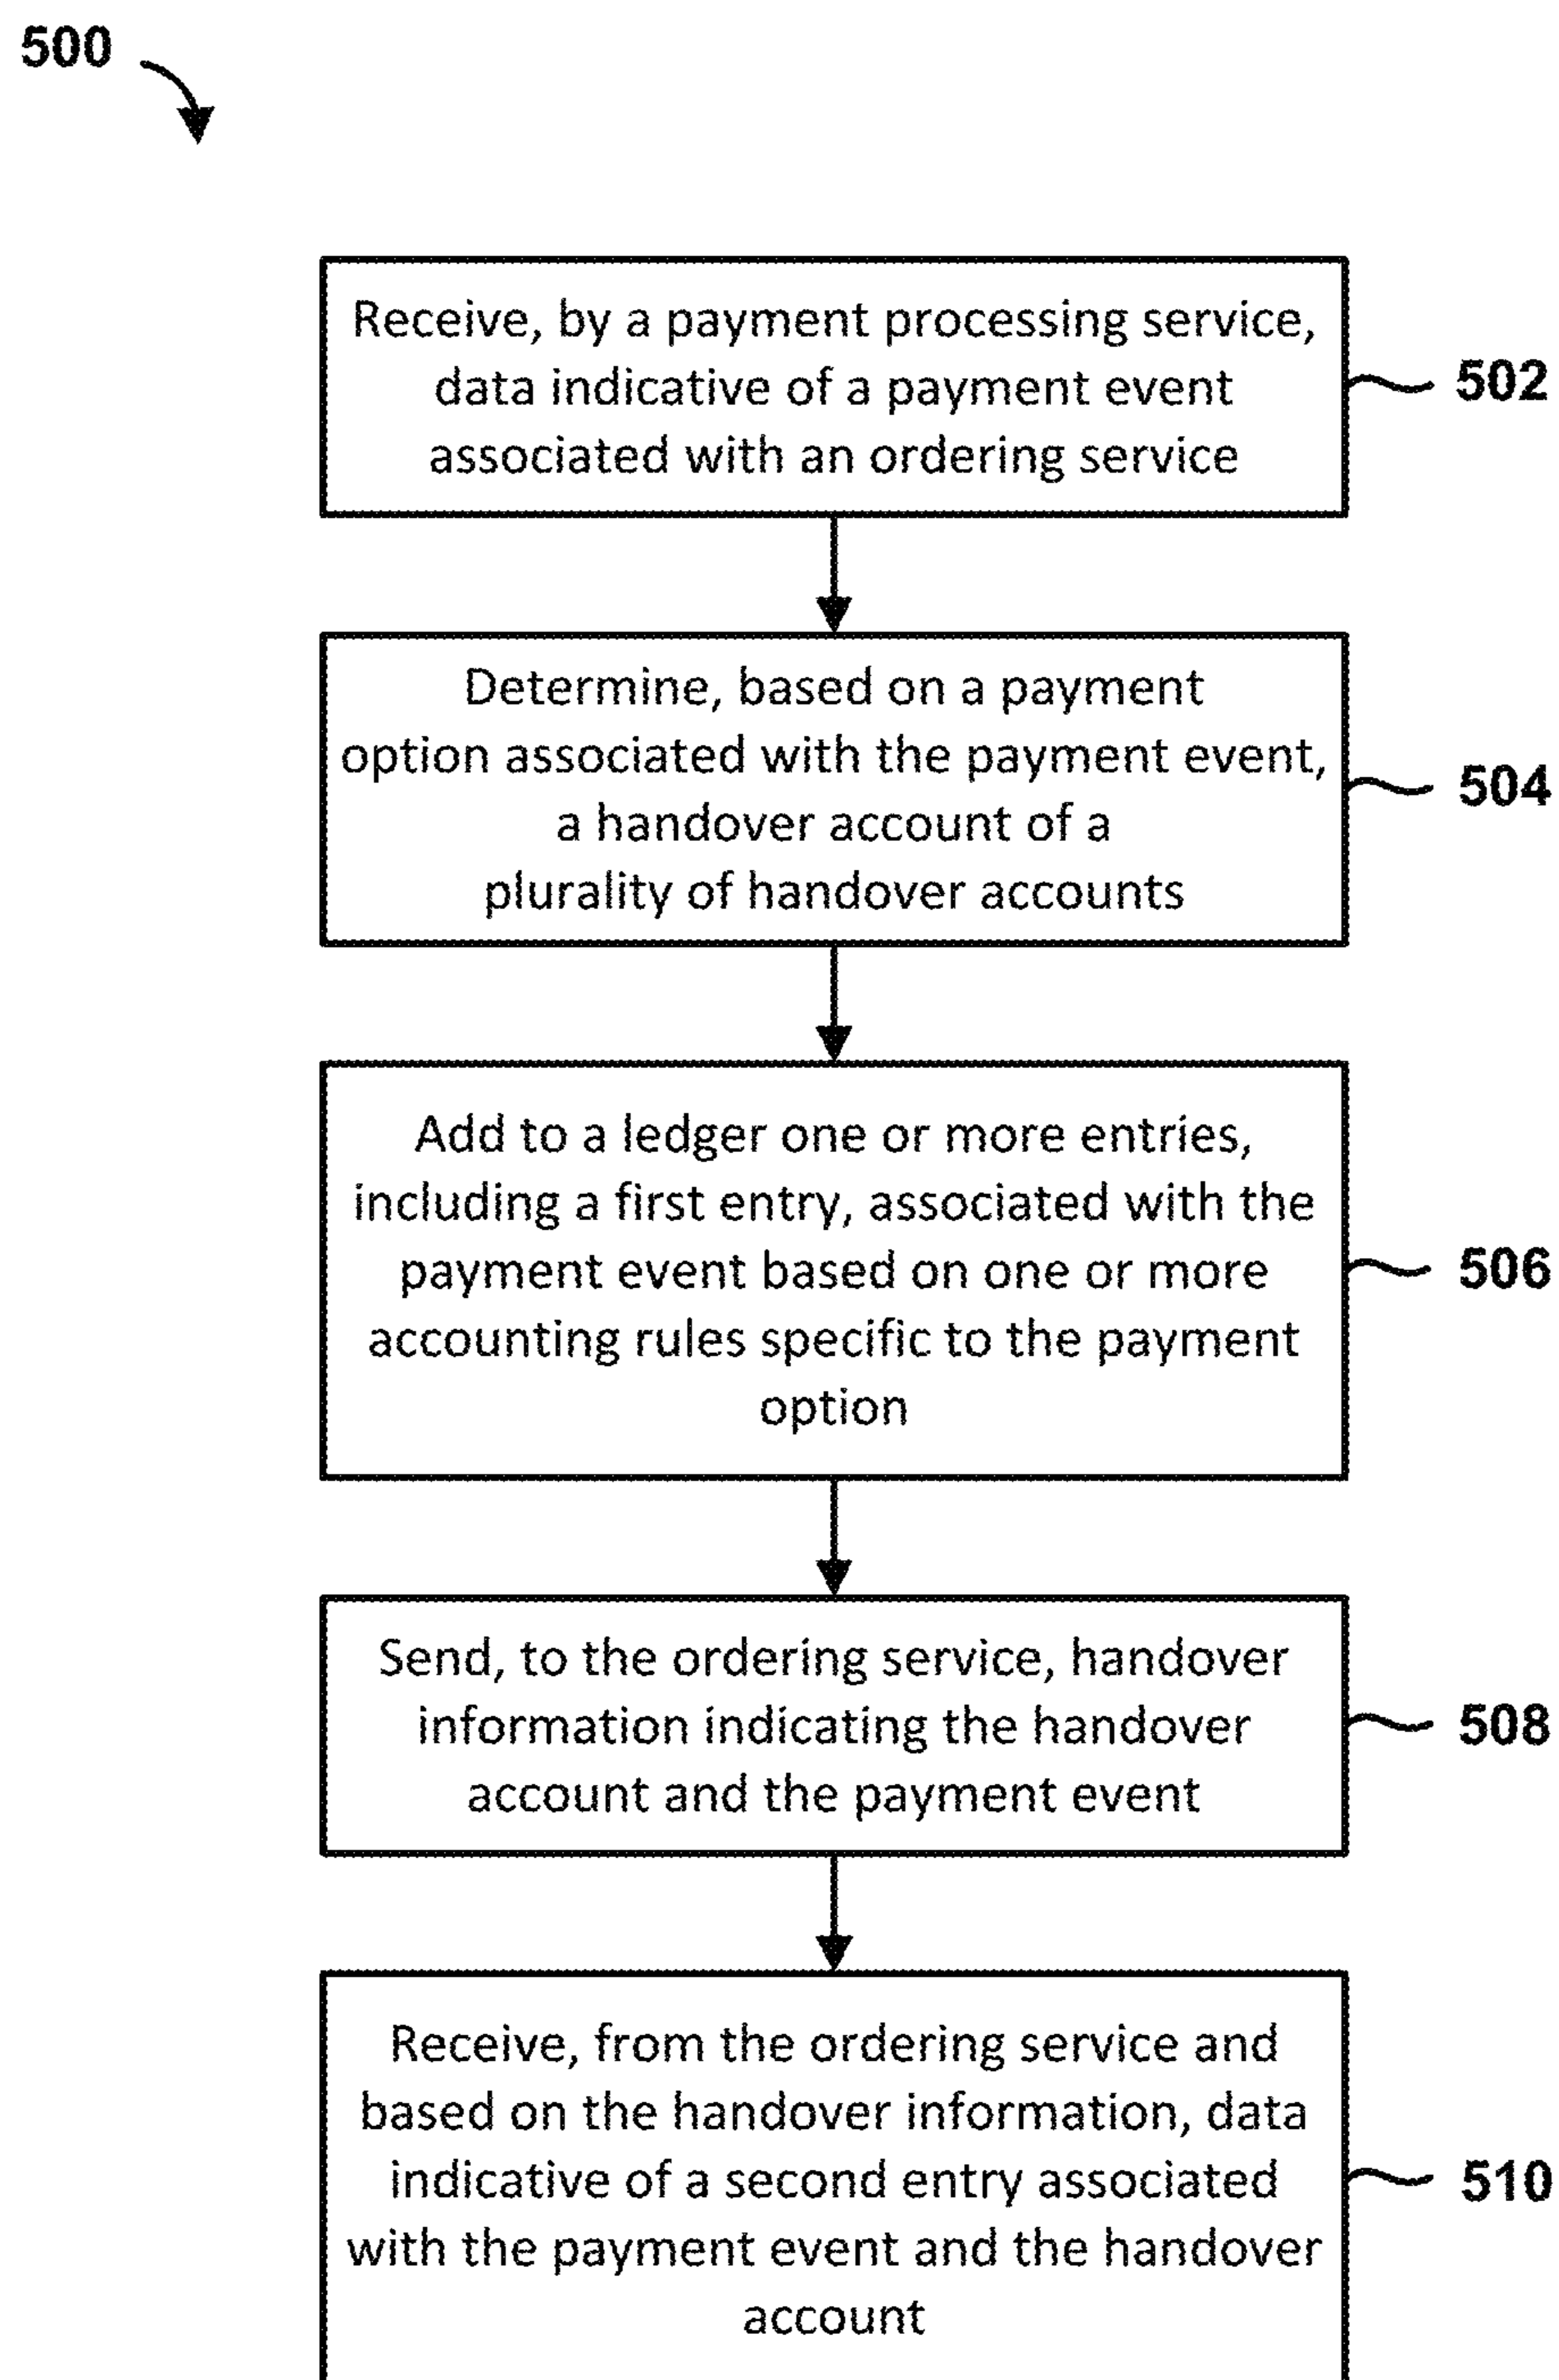 500
Receive, by a payment processing service,
data indicative of a payment event
associated with an ordering service
502
Determine, based on a payment
option associated with the payment event,
a handover account of a
plurality of handover accounts
504
Add to a ledger one or more entries,
including a first entry, associated with the
payment event based on one or more
accounting rules specific to the payment
option
506
Send, to the ordering service, handover
information indicating the handover
account and the payment event
508
Receive, from the ordering service and
based on the handover information, data
indicative of a second entry associated
with the payment event and the handover
account
510